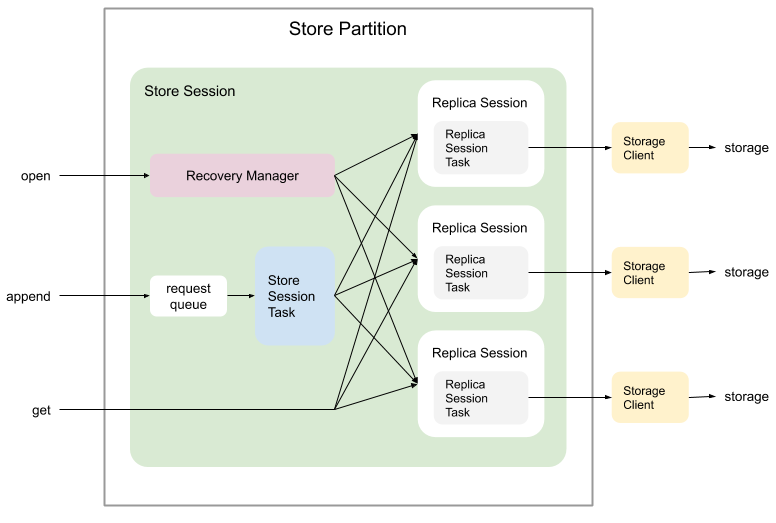 Store Partition
Store Session
open
Recovery Manager
append
request
queue
Store
Session
Task
get
Replica Session
Replica
Session
Task
Storage
Client
storage
Replica Session
Replica
Session
Task
Storage
Client
storage
Replica Session
Replica
Session
Task
Storage
Client
storage